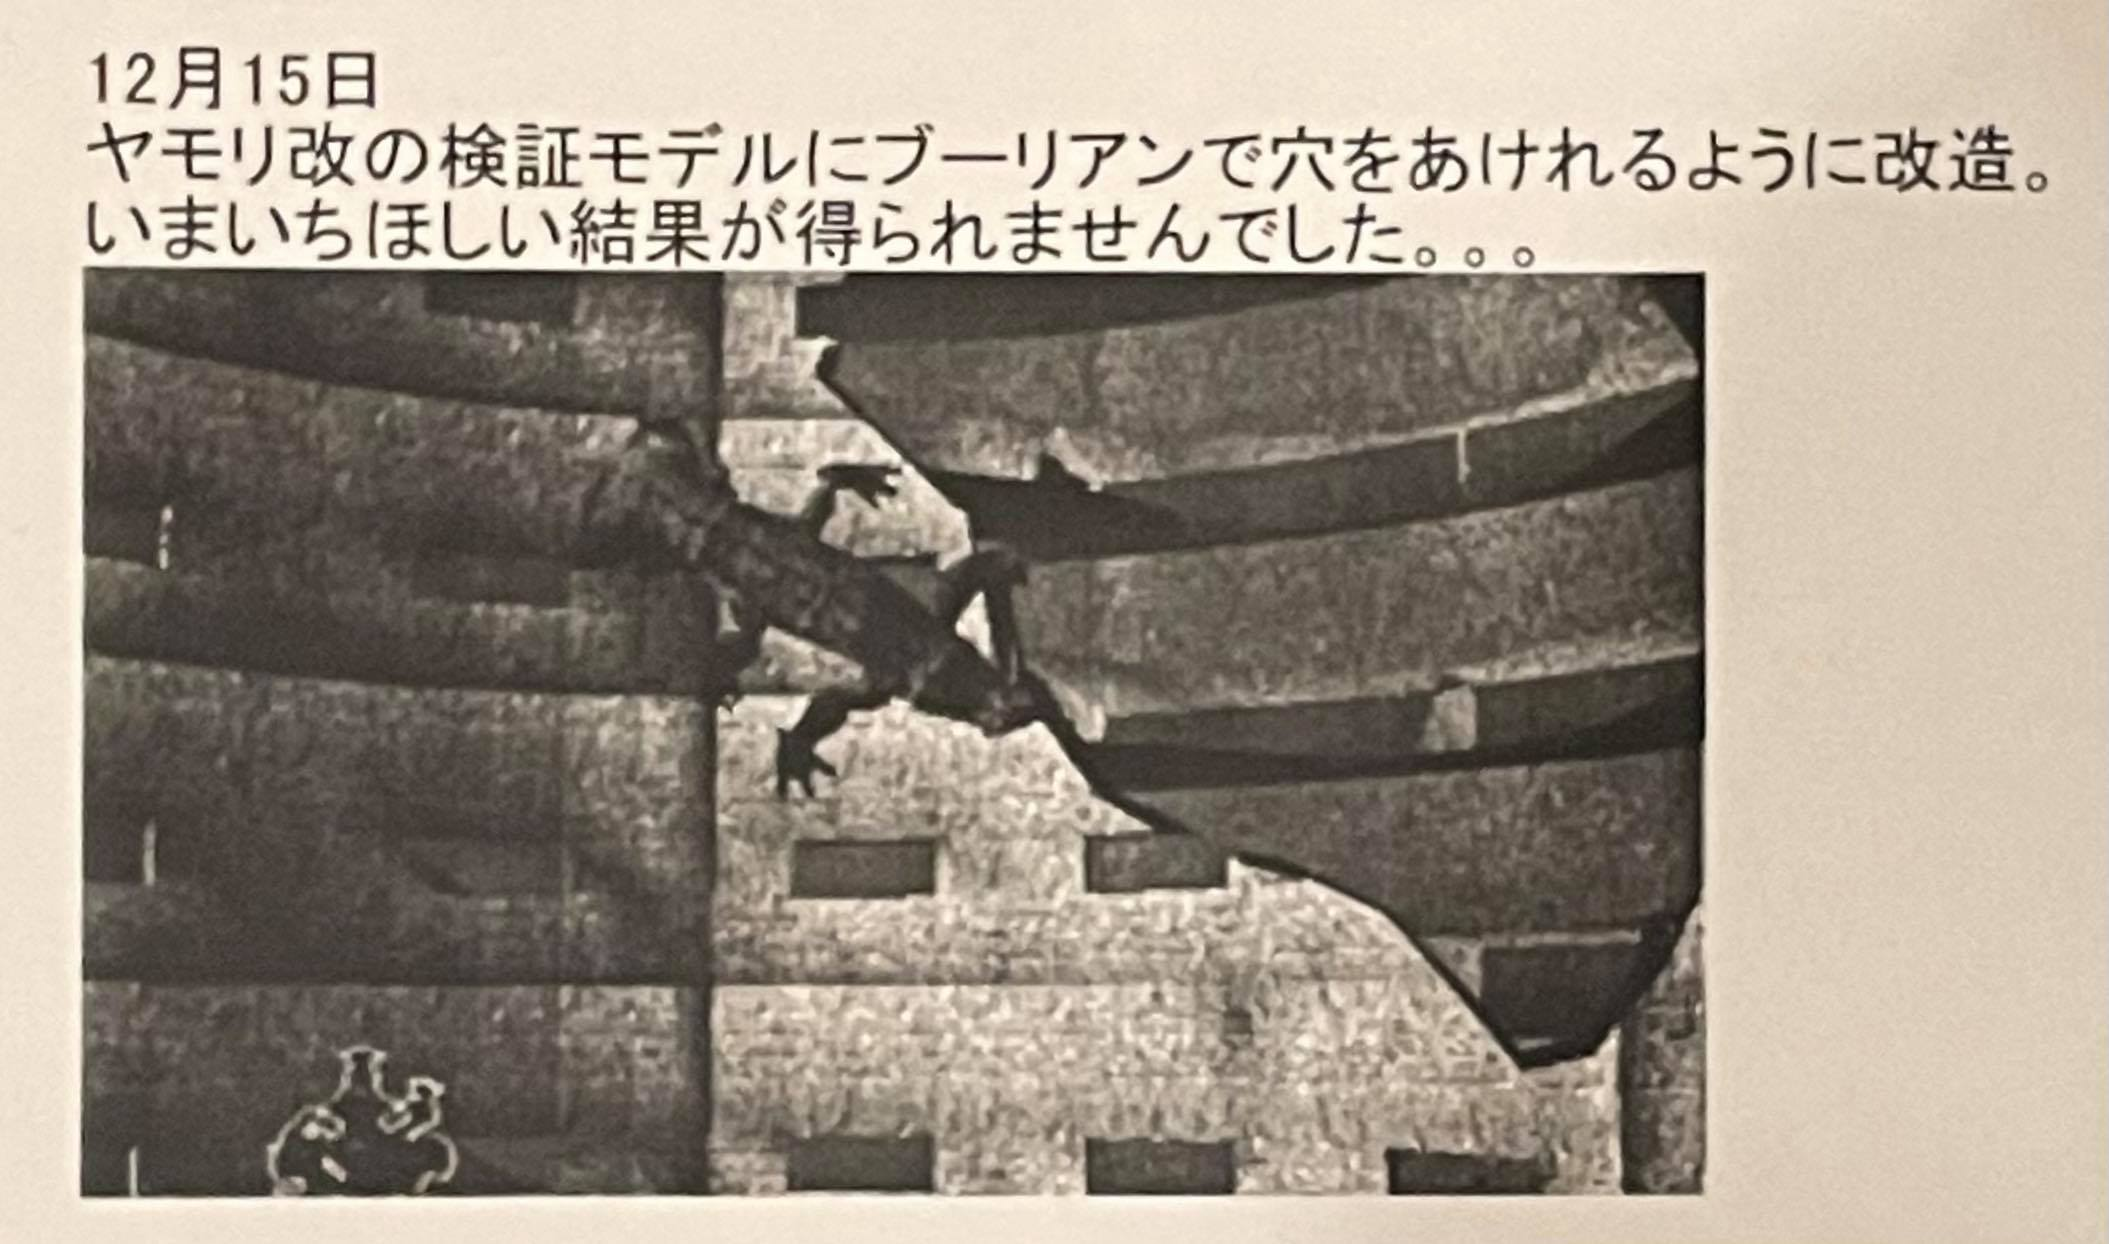 12月15日
ヤモリ改の検証モデルにブーリアンで穴をあけれるように改造。
いまいちほしい結果が得られませんでした。。。